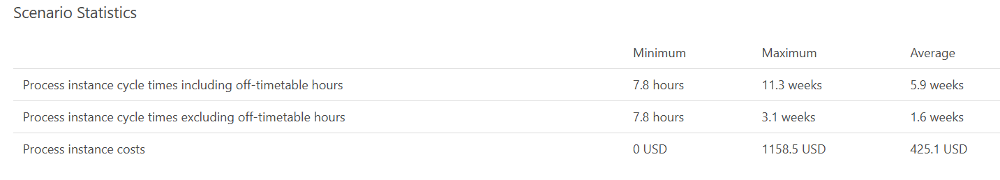 Scenario Statistics
Minimum Maximum Average
Process instance cycle times including off-timetable hours 7.8 hours 11.3 weeks 5.9 weeks
Process instance cycle times excluding off-timetable hours 7.8 hours 3.1 weeks 1.6 weeks
Process instance costs 0 USD 1158.5 USD 425.1 USD